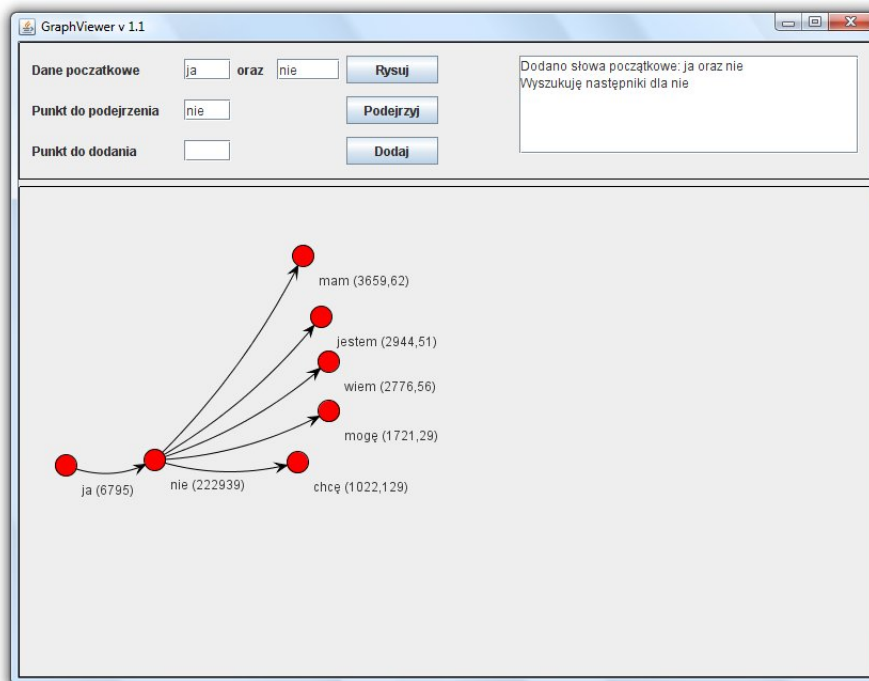 GraphViewer v 1.1
Dane poczatkowe ja oraz nie Rysuj
Punkt do podejrzenia nie Podejrzyj
Punkt do dodania Dodaj
Dodano słowa początkowe: ja oraz nie
Wyszukuję następniki dla nie
mam (3659,62)
jestem (2944,51)
wiem (2776,56)
mogę (1721,29)
ja (6795) nie (222939) chcę (1022,129)